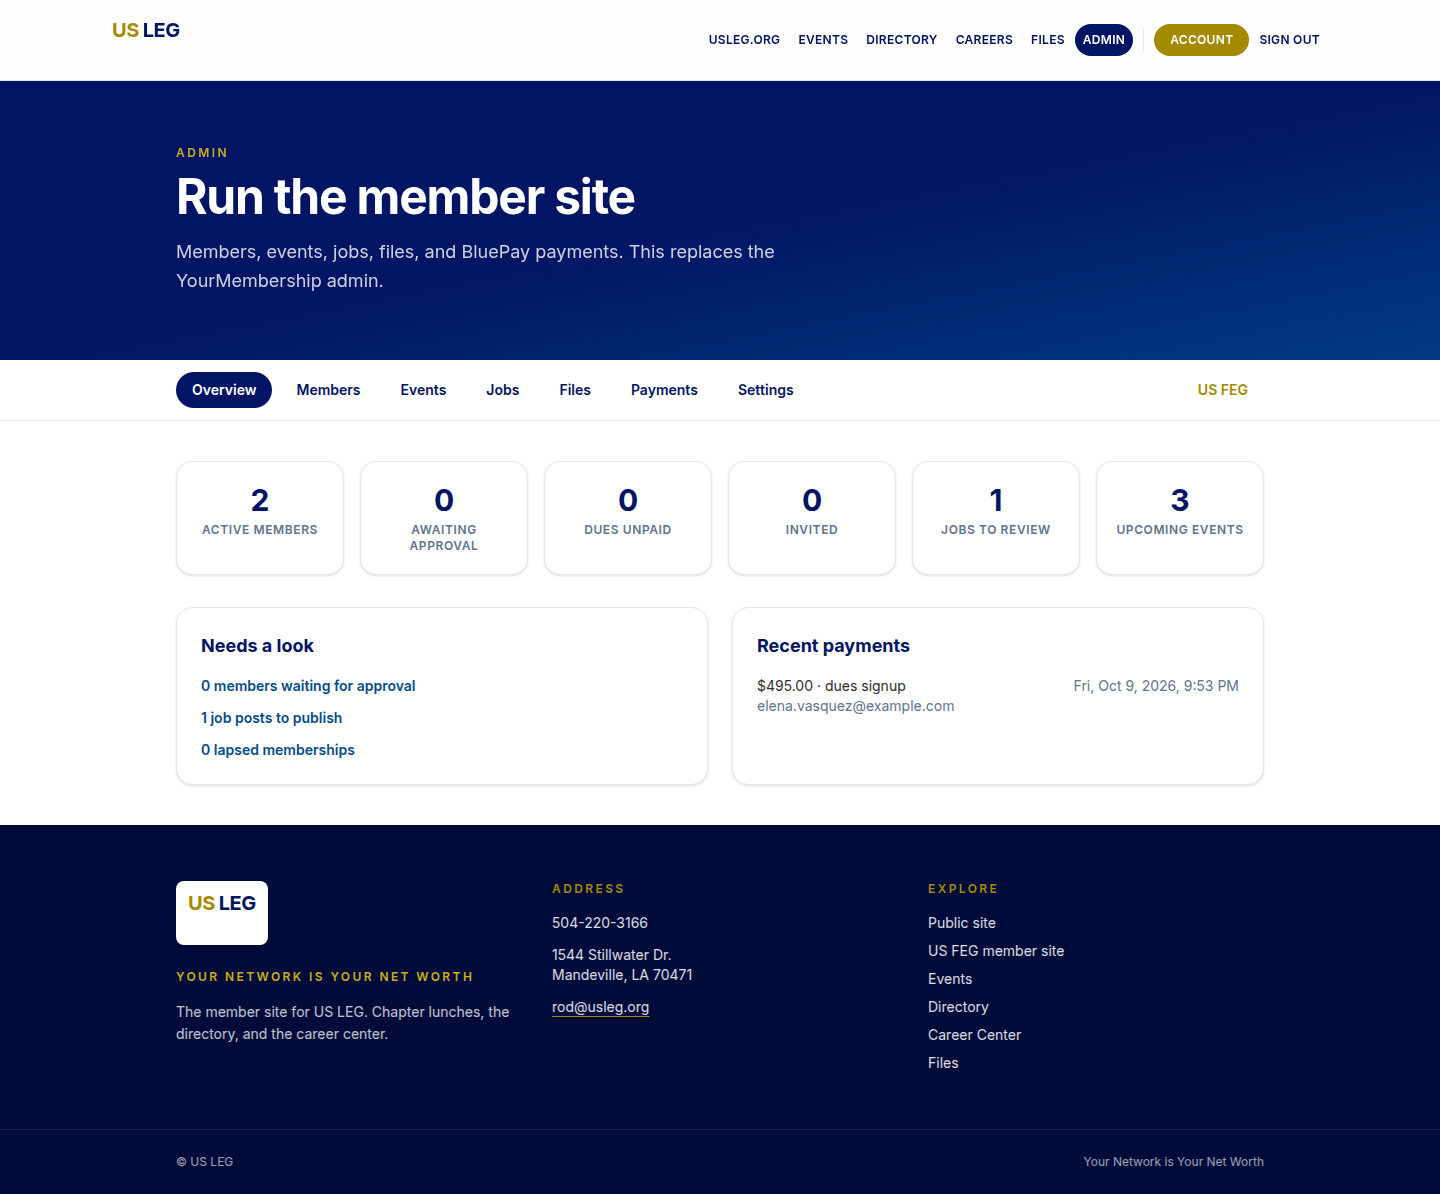 US LEG
USLEG.ORG EVENTS DIRECTORY CAREERS FILES ADMIN ACCOUNT SIGN OUT
ADMIN
Run the member site
Members, events, jobs, files, and BluePay payments. This replaces the
YourMembership admin.
Overview Members Events Jobs Files Payments Settings US FEG
2
ACTIVE MEMBERS
0
AWAITING
APPROVAL
0
DUES UNPAID
0
INVITED
1
JOBS TO REVIEW
3
UPCOMING EVENTS
Needs a look
0 members waiting for approval
1 job posts to publish
0 lapsed memberships
Recent payments
$495.00 · dues signup Fri, Oct 9, 2026, 9:53 PM
elena.vasquez@example.com
US LEG
YOUR NETWORK IS YOUR NET WORTH
The member site for US LEG. Chapter lunches, the
directory, and the career center.
ADDRESS
504-220-3166
1544 Stillwater Dr.
Mandeville, LA 70471
rod@usleg.org
EXPLORE
Public site
US FEG member site
Events
Directory
Career Center
Files
© US LEG
Your Network is Your Net Worth